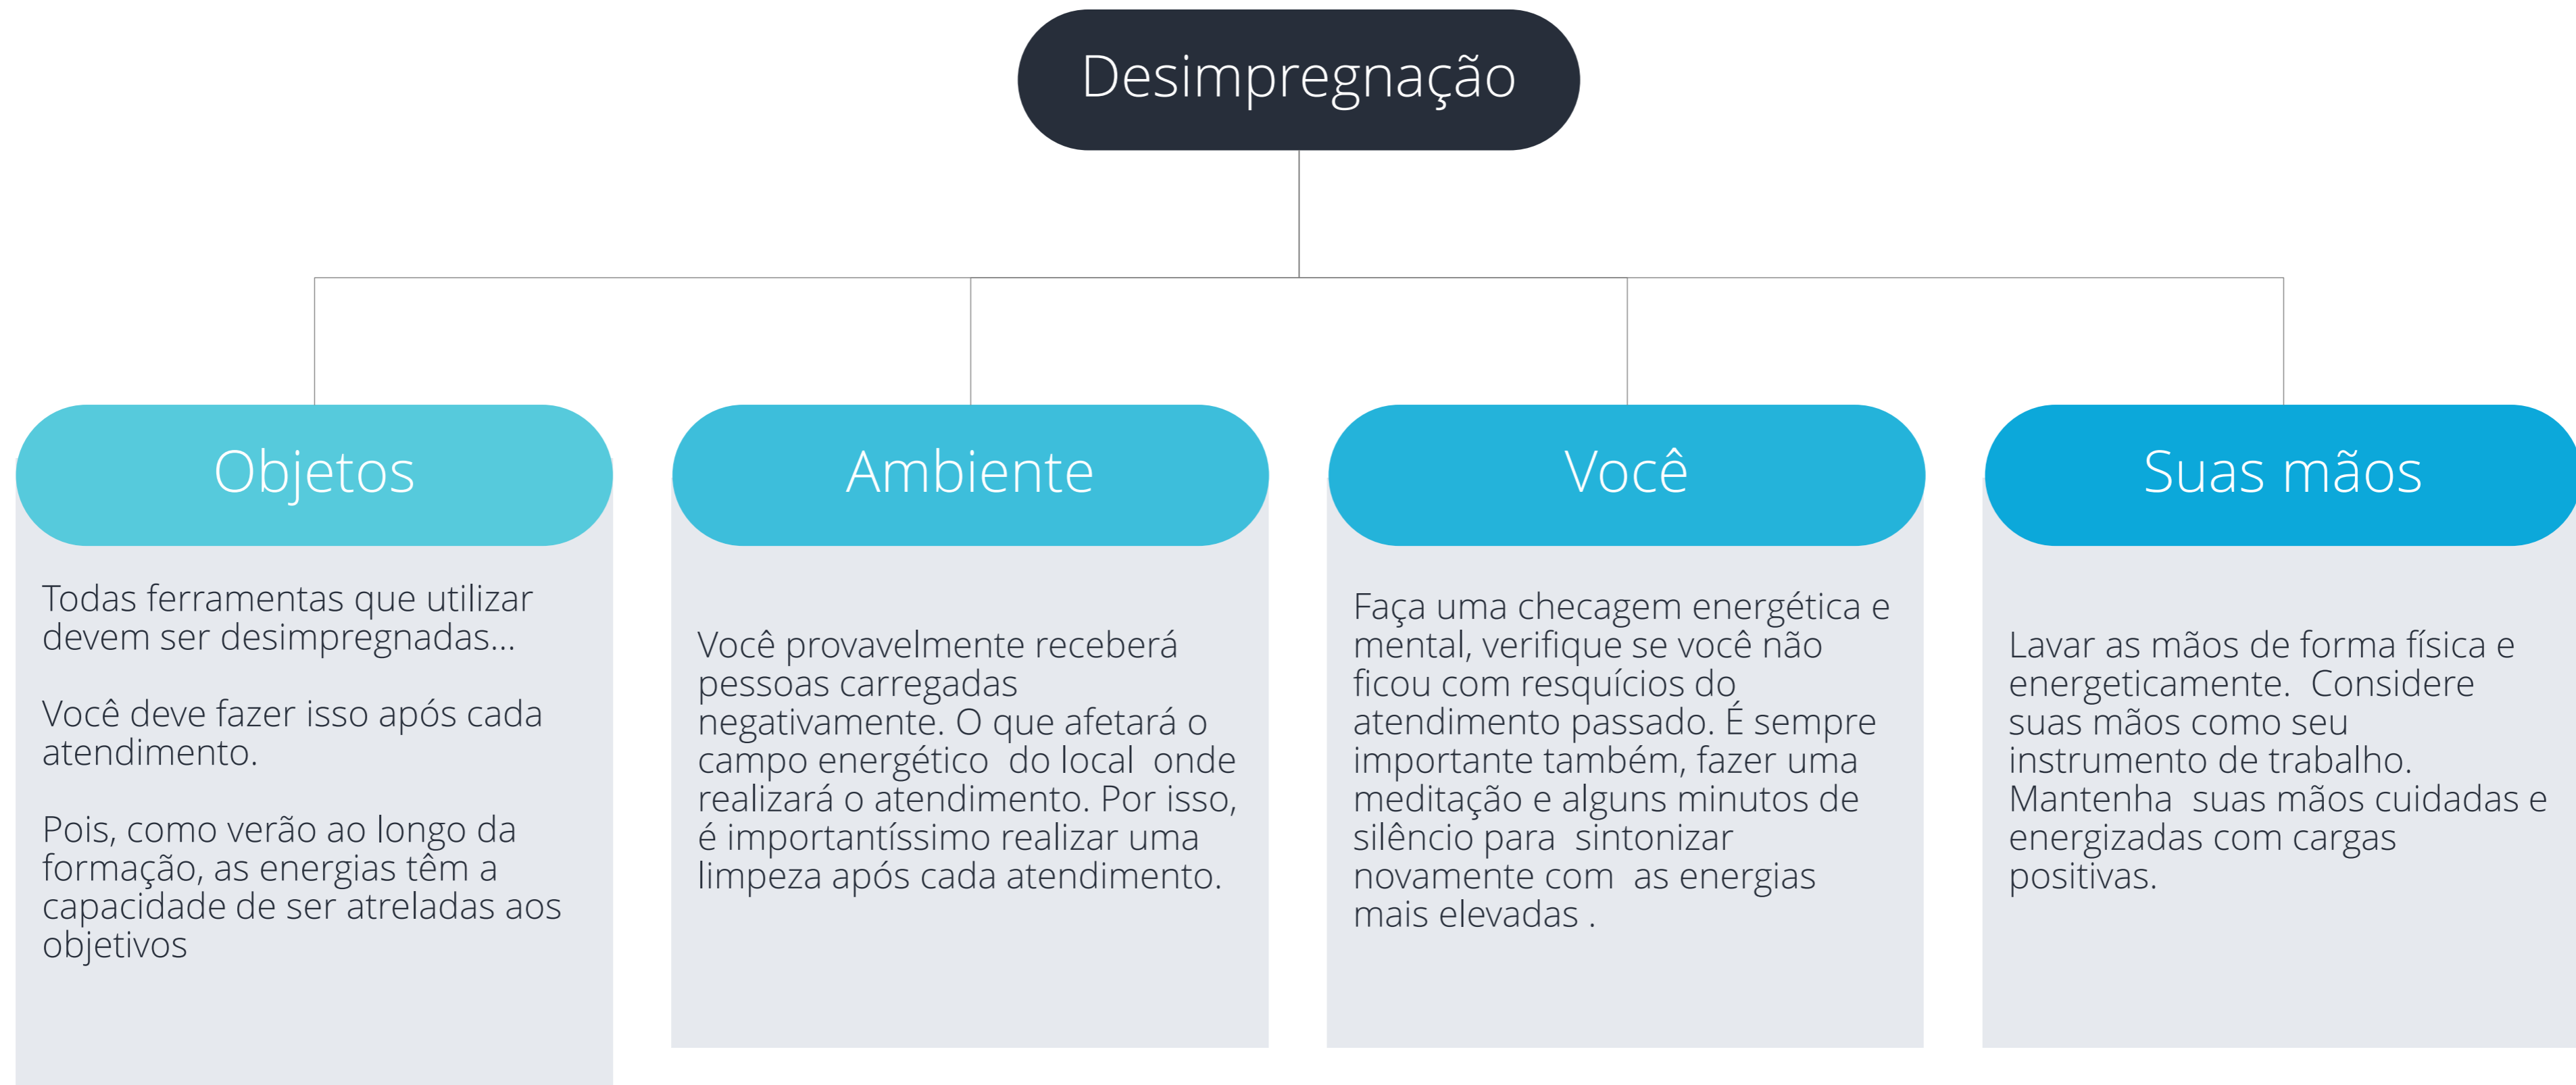 Desimpregnação
Objetos
Todas ferramentas que utilizar
devem ser desimpregnadas...
Você deve fazer isso após cada
atendimento.
Pois, como verão ao longo da
formação, as energias têm a
capacidade de ser atreladas aos
objetivos
Ambiente
Você provavelmente receberá
pessoas carregadas
negativamente. O que afetará o
campo energético  do local  onde
realizará o atendimento. Por isso,
é importantíssimo realizar uma
limpeza após cada atendimento.
Você
Faça uma checagem energética e
mental, verifique se você não
ficou com resquícios do
atendimento passado. É sempre
importante também, fazer uma
meditação e alguns minutos de
silêncio para  sintonizar
novamente com  as energias
mais elevadas .
Suas mãos
Lavar as mãos de forma física e
energeticamente.  Considere
suas mãos como seu
instrumento de trabalho.
Mantenha  suas mãos cuidadas e
energizadas com cargas
positivas.